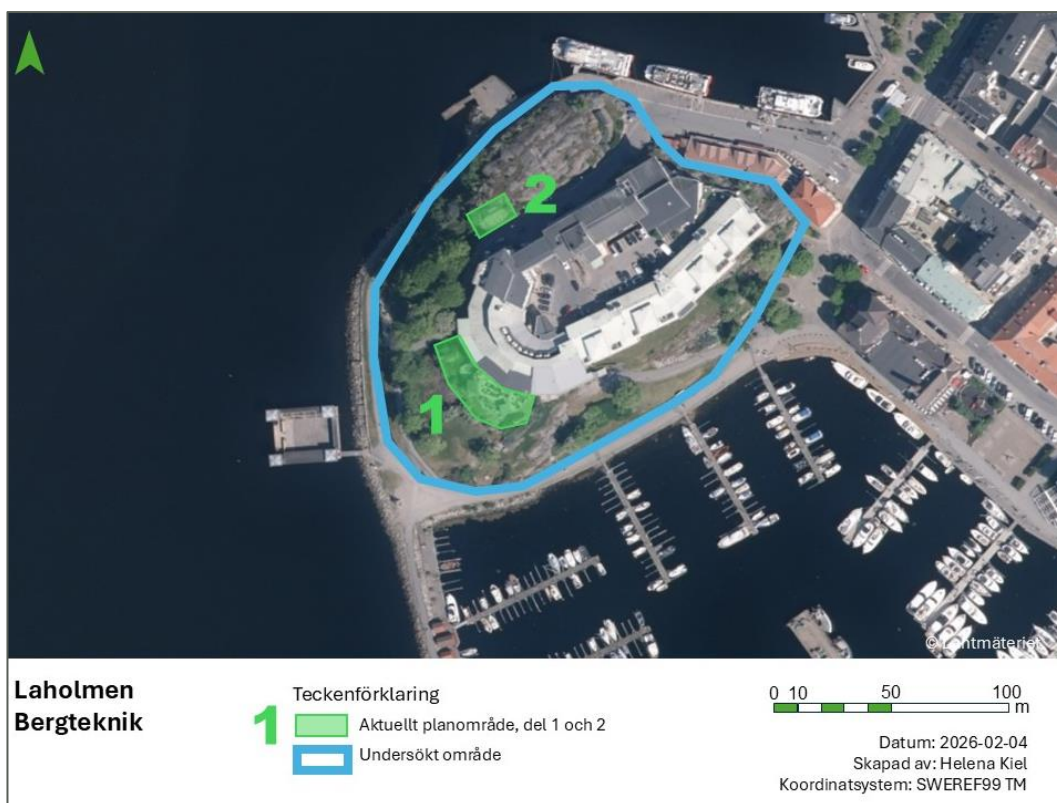 2
1
© Lantmäteriet
Laholmen
Bergteknik
Teckenförklaring
1
Aktuellt planområde, del 1 och 2
Undersökt område
0 10 50 100
m
Datum: 2026-02-04
Skapad av: Helena Kiel
Koordinatsystem: SWEREF99 TM